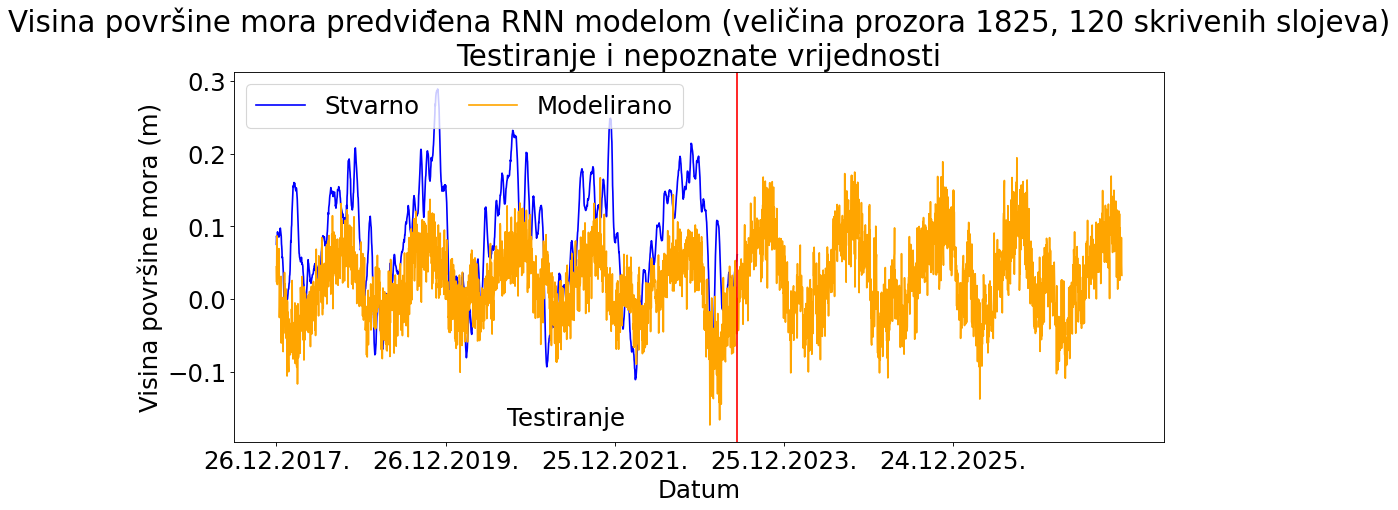 Visina površine mora predviđena RNN modelom (veličina prozora 1825, 120 skrivenih slojeva)
Testiranje i nepoznate vrijednosti
Stvarno
Modelirano
Visina površine mora (m)
0.3
0.2
0.1
0.0
−0.1
Testiranje
26.12.2017.
26.12.2019.
25.12.2021.
25.12.2023.
24.12.2025.
Datum